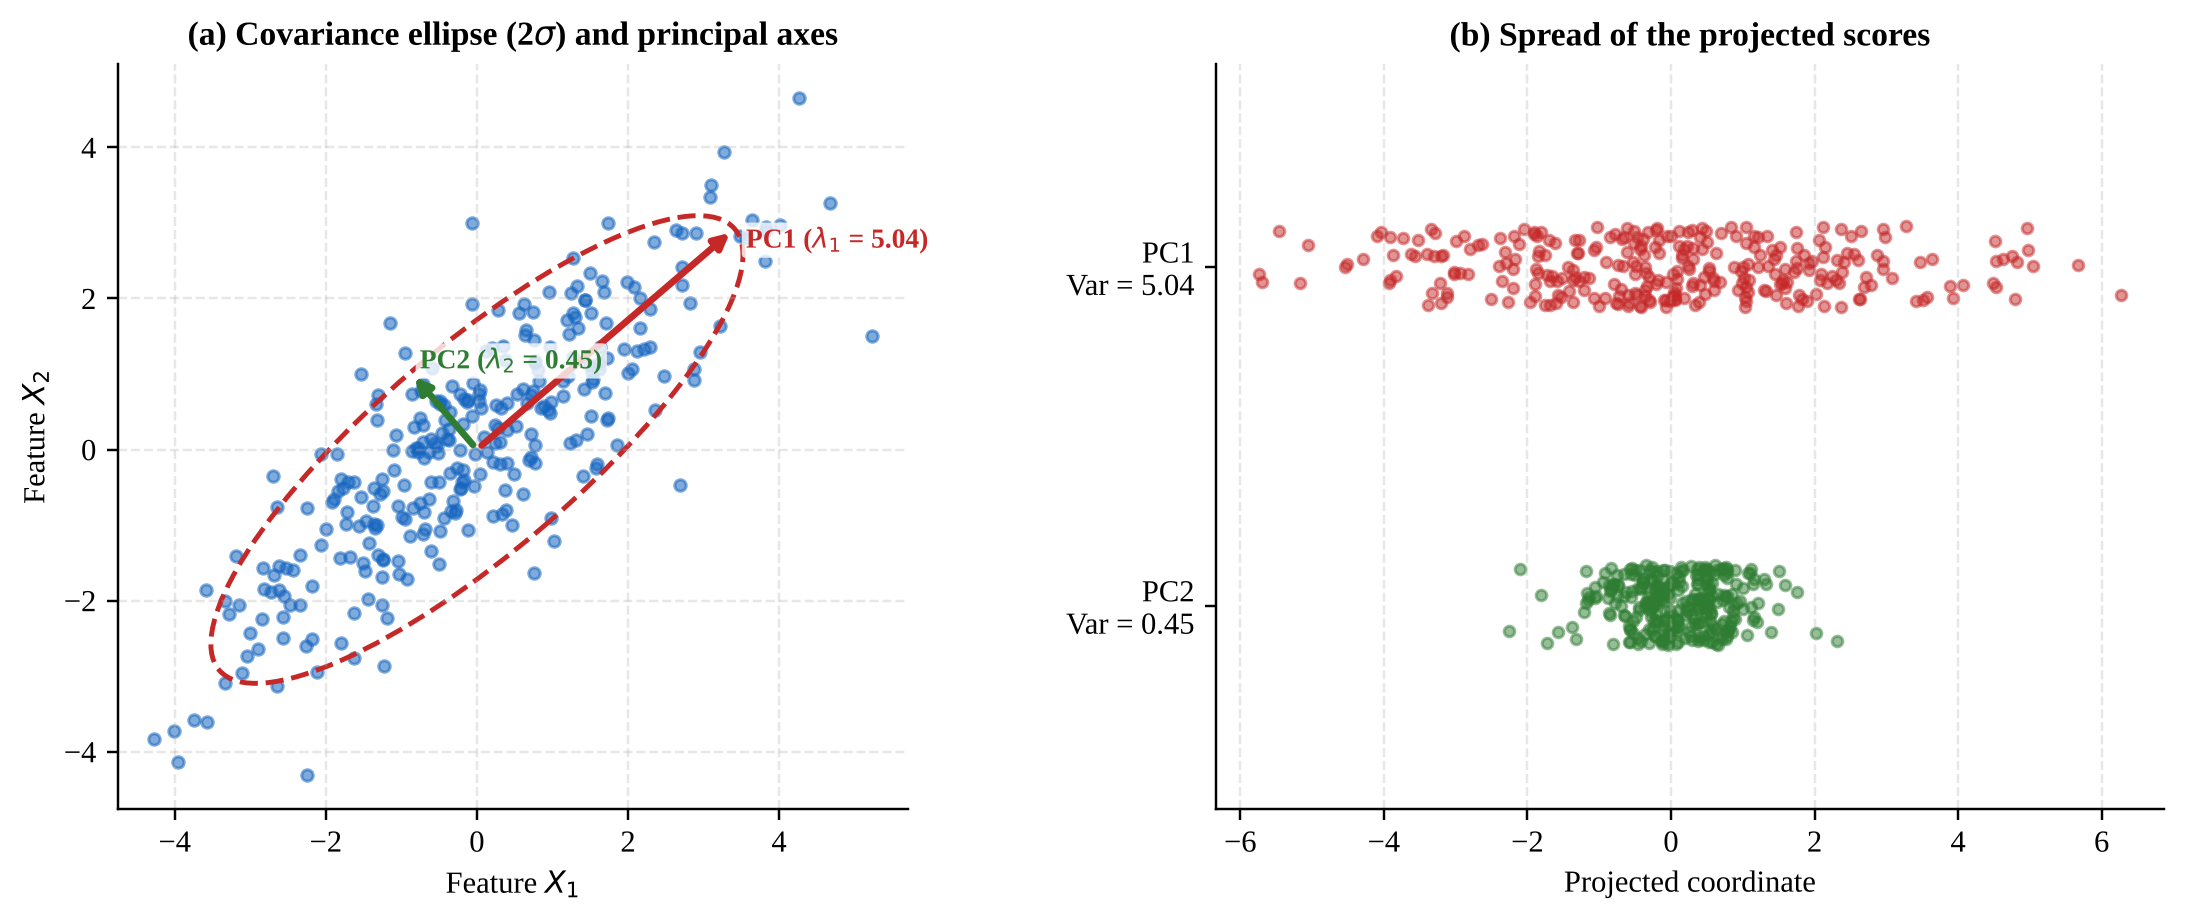 (a) Covariance ellipse (2σ) and principal axes
4
2
0
−2
−4
−4
−2
0
2
4
Feature X₂
Feature X₁
PC1 (λ₁ = 5.04)
PC2 (λ₂ = 0.45)
(b) Spread of the projected scores
PC1
Var = 5.04
PC2
Var = 0.45
−6
−4
−2
0
2
4
6
Projected coordinate